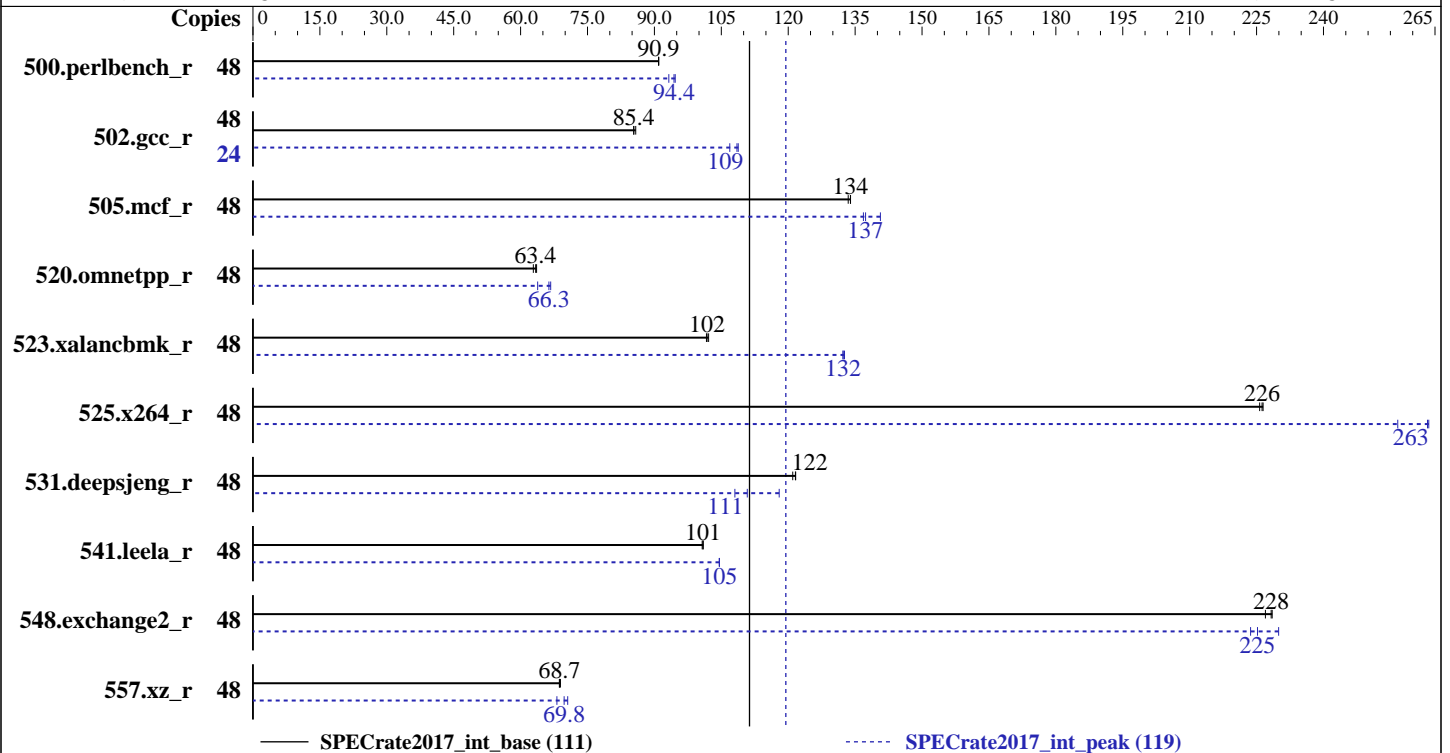 Copies 0 15.0 30.0 45.0 60.0 75.0 90.0 105 120 135 150 165 180 195 210 225 240 265
90.9
500.perlbench_r 48
94.4
48
85.4
502.gcc_r
24
109
134
505.mcf_r 48
137
63.4
520.omnetpp_r 48
66.3
102
523.xalancbmk_r 48
132
226
525.x264_r 48
263
122
531.deepsjeng_r 48
111
101
541.leela_r 48
105
228
548.exchange2_r 48
225
68.7
557.xz_r 48
69.8
SPECrate2017_int_base (111) SPECrate2017_int_peak (119)